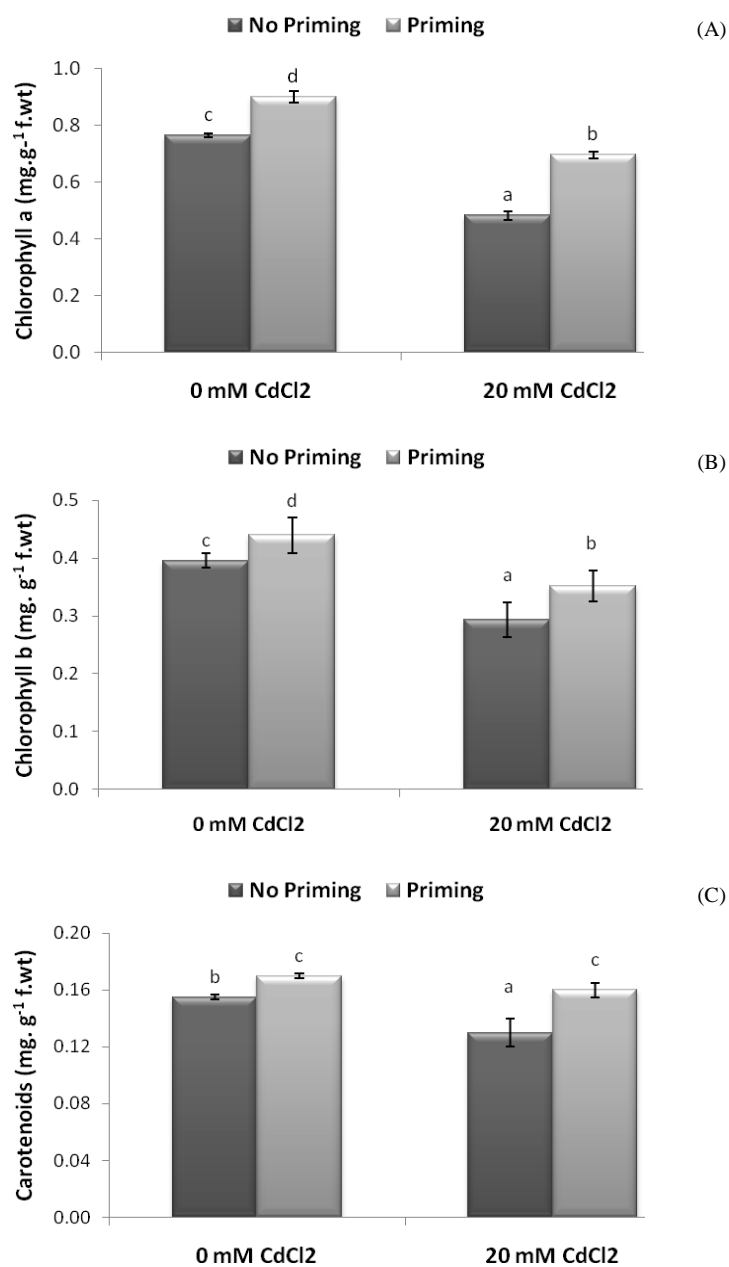 No Priming Priming
(A)
Chlorophyll a (mg.g-1 f.wt)
1.0
0.8
0.6
0.4
0.2
0.0
c
d
a
b
0 mM CdCl2
20 mM CdCl2
No Priming Priming
(B)
Chlorophyll b (mg. g-1 f.wt)
0.5
0.4
0.3
0.2
0.1
0.0
c
d
a
b
0 mM CdCl2
20 mM CdCl2
No Priming Priming
(C)
Carotenoids (mg. g-1 f.wt)
0.20
0.16
0.12
0.08
0.04
0.00
b
c
a
c
0 mM CdCl2
20 mM CdCl2